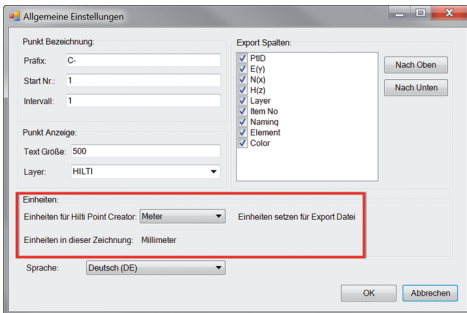 Allgemeine Einstellungen
Punkt Bezeichnung:
Präfix: C-
Start Nr.: 1
Intervall: 1
Punkt Anzeige:
Text Größe: 500
Layer: HILTI
Export Spalten:
PtID
E(y)
N(x)
H(z)
Layer
Item No
Naming
Element
Color
Nach Oben
Nach Unten
Einheiten:
Einheiten für Hilti Point Creator: Meter Einheiten setzen für Export Datei
Einheiten in dieser Zeichnung: Millimeter
Sprache: Deutsch (DE)
OK Abbrechen